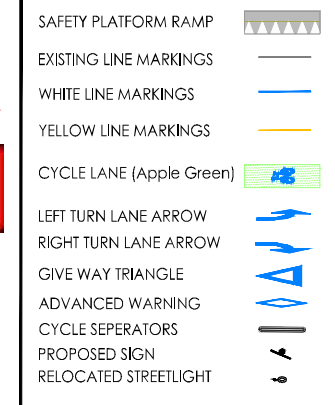 SAFETY PLATFORM RAMP
EXISTING LINE MARKINGS
WHITE LINE MARKINGS
YELLOW LINE MARKINGS
CYCLE LANE (Apple Green)
LEFT TURN LANE ARROW
RIGHT TURN LANE ARROW
GIVE WAY TRIANGLE
ADVANCED WARNING
CYCLE SEPERATORS
PROPOSED SIGN
RELOCATED STREETLIGHT